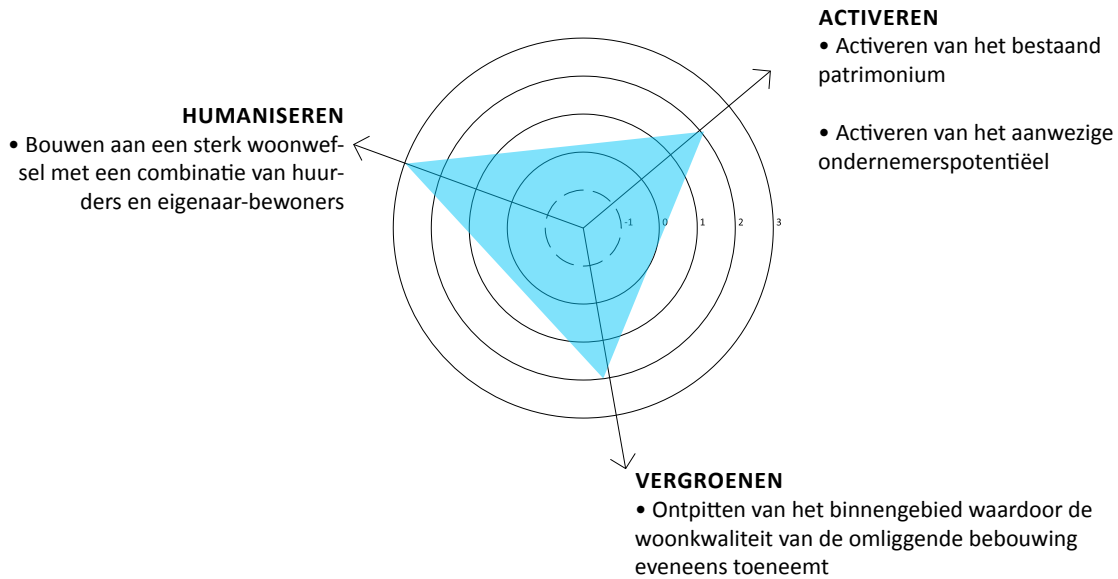 ACTIVEREN
• Activeren van het bestaand
patrimonium
• Activeren van het aanwezige
ondernemerspotentiëel
HUMANISEREN
• Bouwen aan een sterk woonwef-
sel met een combinatie van huur-
ders en eigenaar-bewoners
-1 0 1 2 3
VERGROENEN
• Ontpitten van het binnengebied waardoor de
woonkwaliteit van de omliggende bebouwing
eveneens toeneemt